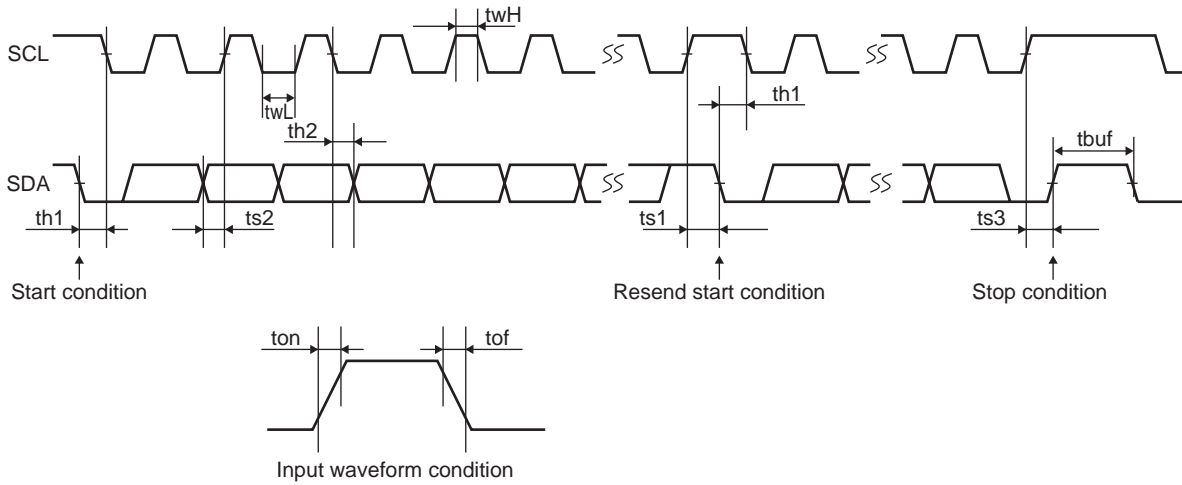 twH
SCL
twL
th1
th2
tbuf
SDA
th1
ts2
ts1
ts3
Start condition
Resend start condition
Stop condition
ton
tof
Input waveform condition